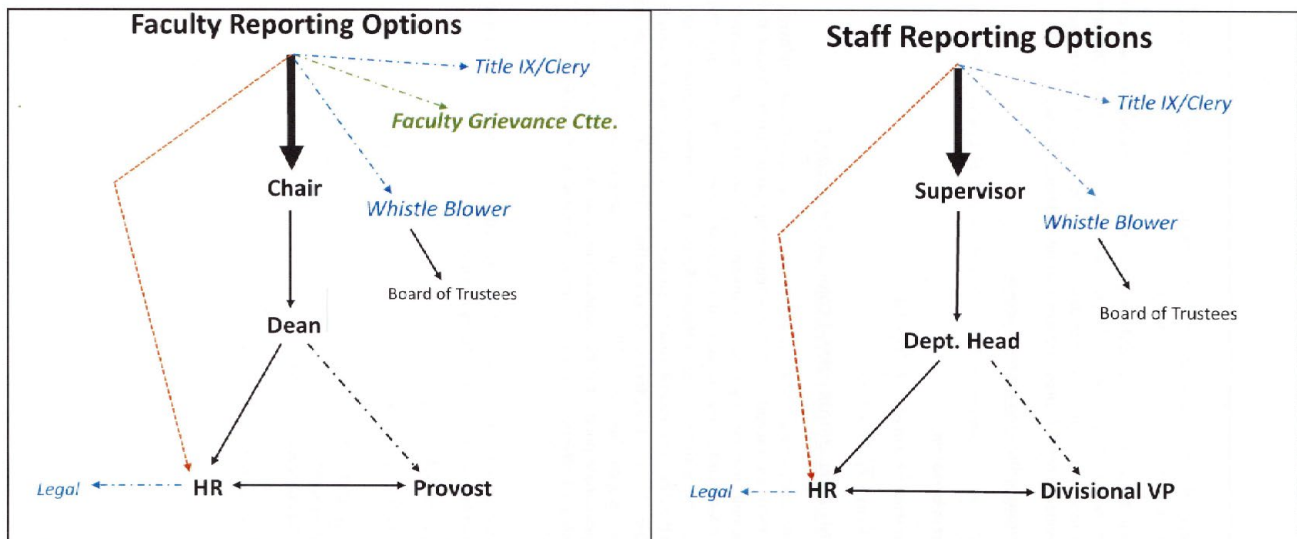 Faculty Reporting Options
Title IX/Clery
Faculty Grievance Ctte.
Chair
Whistle Blower
Board of Trustees
Dean
Legal
HR
Provost
Staff Reporting Options
Title IX/Clery
Supervisor
Whistle Blower
Board of Trustees
Dept. Head
Legal
HR
Divisional VP